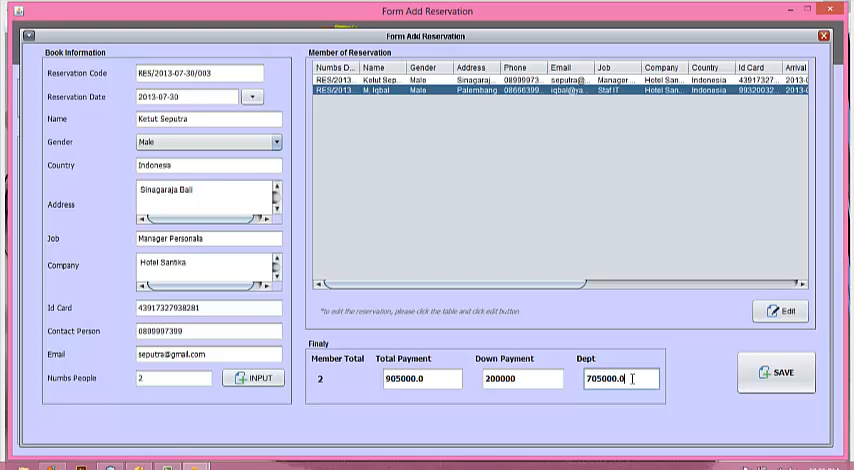 Form Add Reservation
Form Add Reservation
Book Information
Reservation Code RES/2013-07-30/003
Reservation Date 2013-07-30
Name Ketut Seputra
Gender Male
Country Indonesia
Address Sinagaraja Bali
Job Manager Personala
Company Hotel Santika
Id Card 43917327938281
Contact Person 0899997399
Email seputra@gmail.com
Numbs People 2 INPUT
Member of Reservation
Numbs D... Name Gender Address Phone Email Job Company Country Id Card Arrival
RES/2013 Ketut Sep... Male Sinagaraj... 08999973... seputra@... Manager... Hotel San... Indonesia 43917327... 2013-0
RES/2013 M. Iqbal Male Palembang 08666399... iqbal@ya... Staf IT Hotel San... Indonesia 99320032... 2013-0
*to edit the reservation, please click the table and click edit button.
Edit
Finaly
Member Total Total Payment Down Payment Dept
2 905000.0 200000 705000.0
SAVE